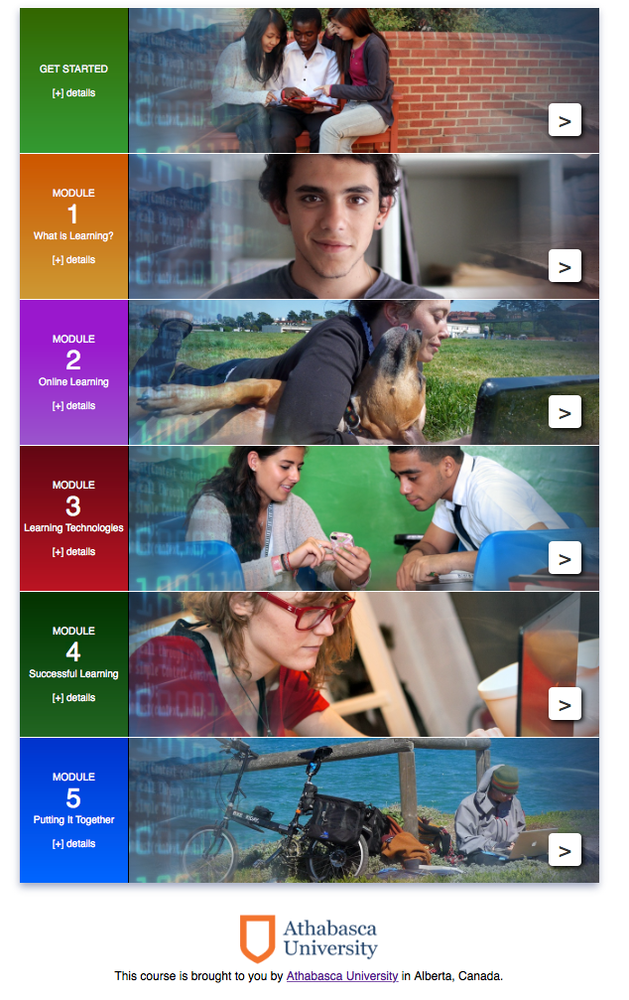 GET STARTED
[+] details
>
MODULE
1
What is Learning?
[+] details
>
MODULE
2
Online Learning
[+] details
>
MODULE
3
Learning Technologies
[+] details
>
MODULE
4
Successful Learning
[+] details
>
MODULE
5
Putting It Together
[+] details
>
Athabasca
University
This course is brought to you by Athabasca University in Alberta, Canada.